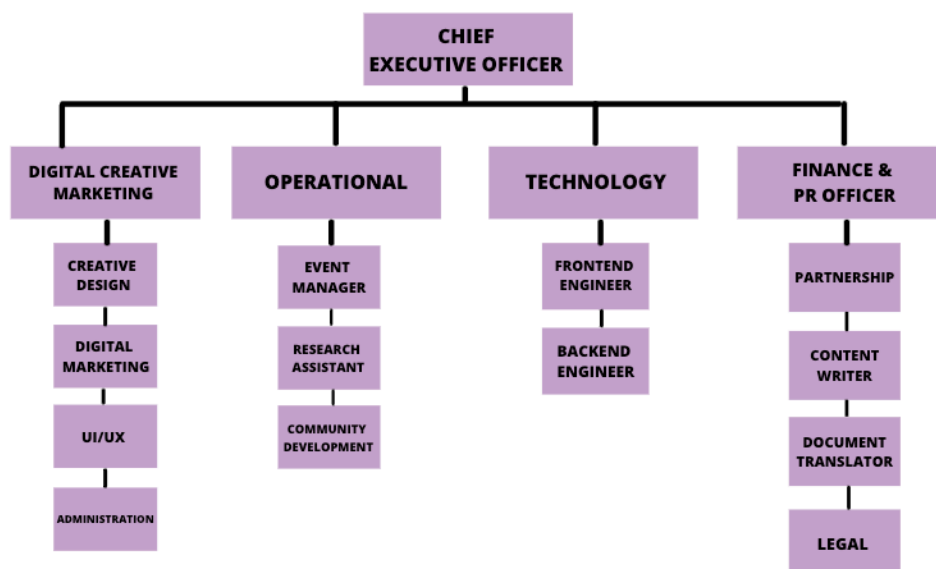 CHIEF
EXECUTIVE OFFICER
DIGITAL CREATIVE
MARKETING
OPERATIONAL
TECHNOLOGY
FINANCE &
PR OFFICER
CREATIVE
DESIGN
DIGITAL
MARKETING
UI/UX
ADMINISTRATION
EVENT
MANAGER
RESEARCH
ASSISTANT
COMMUNITY
DEVELOPMENT
FRONTEND
ENGINEER
BACKEND
ENGINEER
PARTNERSHIP
CONTENT
WRITER
DOCUMENT
TRANSLATOR
LEGAL